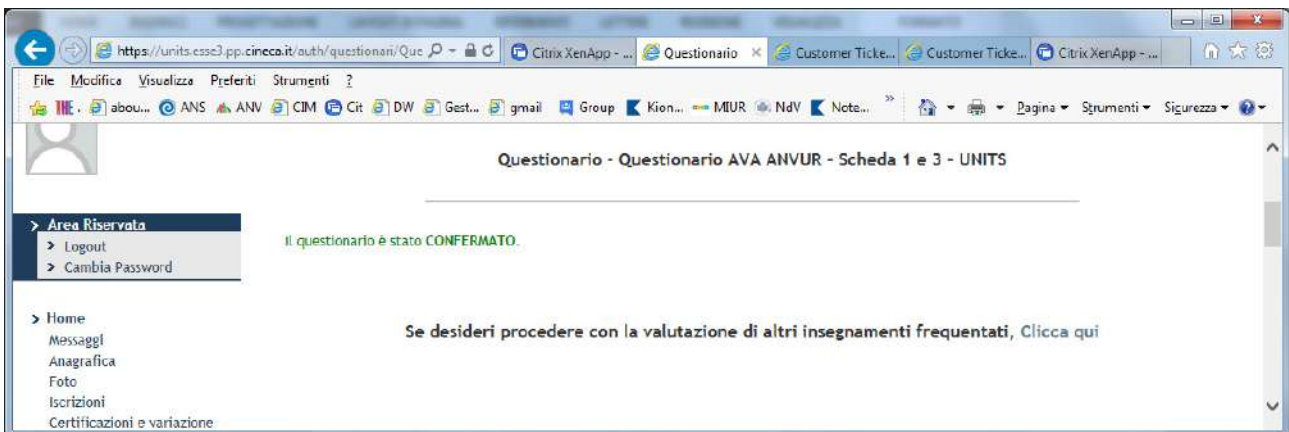 https://units.esse3.pp.cineca.it/auth/questionari/Que
Citrix XenApp - ...
Questionario
Customer Ticke...
Customer Ticke...
Citrix XenApp - ...
File Modifica Visualizza Preferiti Strumenti ?
abou... ANS ANV CIM Cit DW Gest... gmail Group Kion... MIUR NdV Note... » Pagina Strumenti Sicurezza
Questionario - Questionario AVA ANVUR - Scheda 1 e 3 - UNITS
> Area Riservata
> Logout
> Cambia Password
Il questionario è stato CONFERMATO.
> Home
Messaggi
Anagrafica
Foto
Iscrizioni
Certificazioni e variazione
Se desideri procedere con la valutazione di altri insegnamenti frequentati, Clicca qui